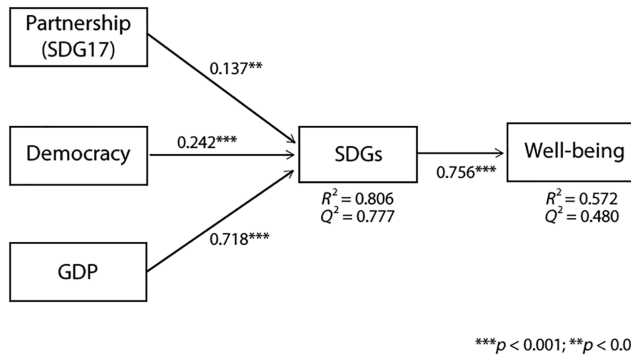 Partnership
(SDG17)
0.137**
Democracy
0.242***
SDGs
Well-being
0.756***
R² = 0.806
Q² = 0.777
R² = 0.572
Q² = 0.480
0.718***
GDP
***p < 0.001; **p < 0.0